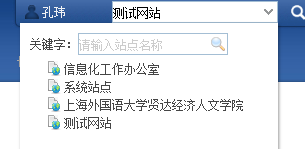 孔玮 测试网站
关键字：请输入站点名称
信息化工作办公室
系统站点
上海外国语大学贤达经济人文学院
测试网站